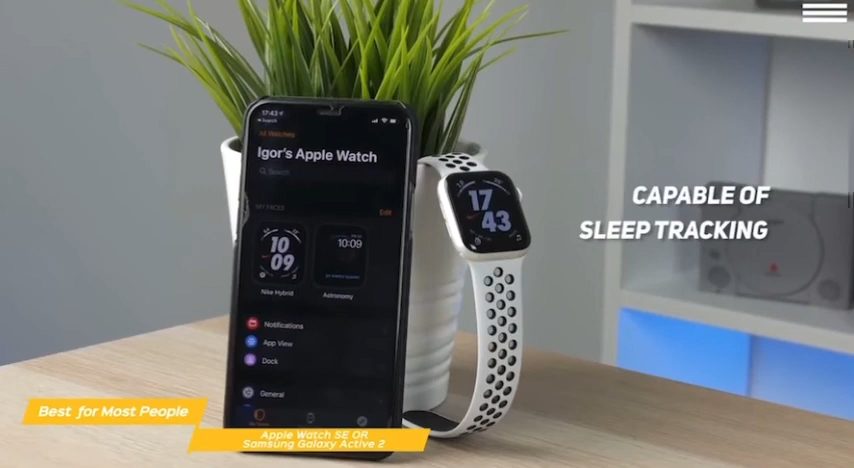 17:43
Search
All Watches
Igor's Apple Watch
Search
MY FACES
Edit
10
09
10:09
Nike Hybrid
Astronomy
Notifications
App View
Dock
General
17
43
CAPABLE OF
SLEEP TRACKING
Best for Most People
Apple Watch SE OR
Samsung Galaxy Active 2